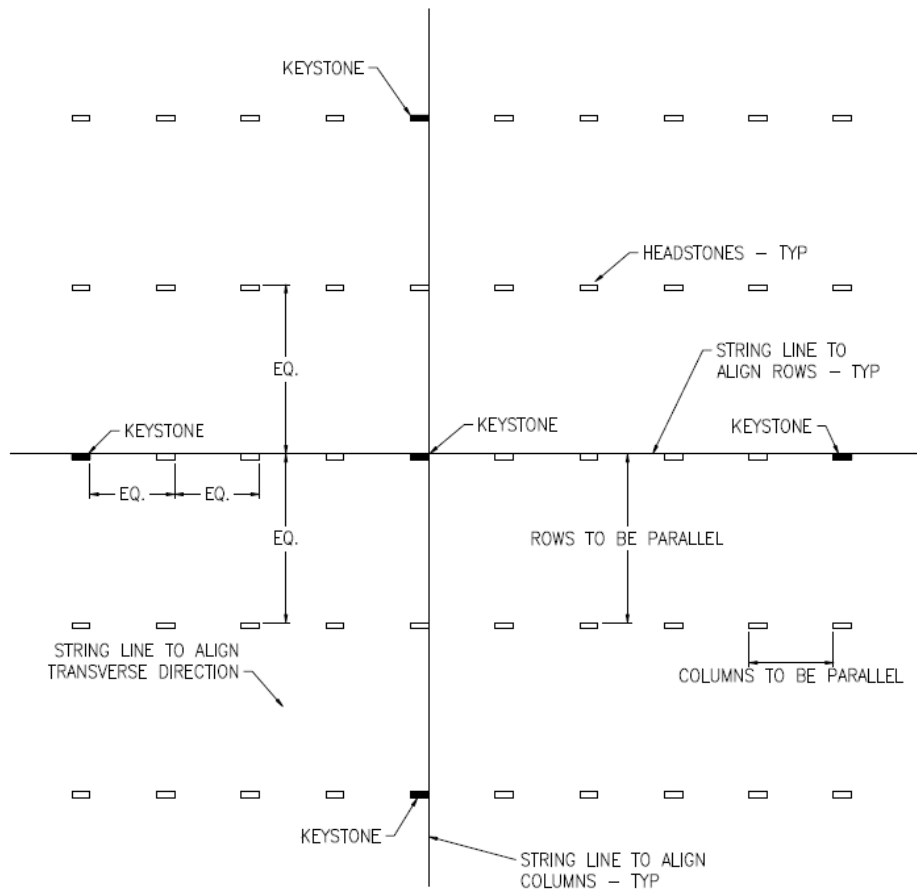 KEYSTONE
HEADSTONES – TYP
EQ.
STRING LINE TO
ALIGN ROWS – TYP
KEYSTONE
KEYSTONE
KEYSTONE
EQ.
EQ.
EQ.
ROWS TO BE PARALLEL
STRING LINE TO ALIGN
TRANSVERSE DIRECTION
COLUMNS TO BE PARALLEL
KEYSTONE
STRING LINE TO ALIGN
COLUMNS – TYP